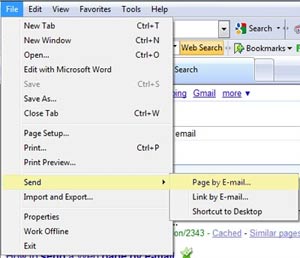 File Edit View Favorites Tools Help
New Tab Ctrl+T
New Window Ctrl+N
Open... Ctrl+O
Edit with Microsoft Word
Save Ctrl+S
Save As...
Close Tab Ctrl+W
Page Setup...
Print... Ctrl+P
Print Preview...
Send
Import and Export...
Properties
Work Offline
Exit
Page by E-mail...
Link by E-mail...
Shortcut to Desktop
Search
Web Search Bookmarks
Search
Gmail more
email
on/2343 - Cached - Similar pages